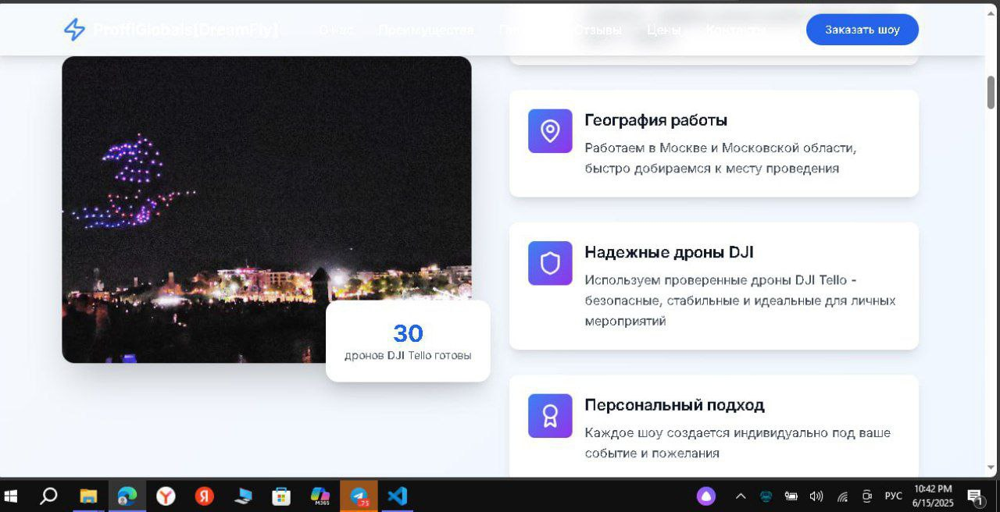 ProffiGlobals[DreamFly]
О нас
Преимущества
Отзывы
Цены
Контакты
Заказать шоу
География работы
Работаем в Москве и Московской области,
быстро добираемся к месту проведения
Надежные дроны DJI
Используем проверенные дроны DJI Tello -
безопасные, стабильные и идеальные для личных
мероприятий
30
дронов DJI Tello готовы
Персональный подход
Каждое шоу создается индивидуально под ваше
событие и пожелания
M365
.75
РУС
10:42 PM
6/15/2025
1